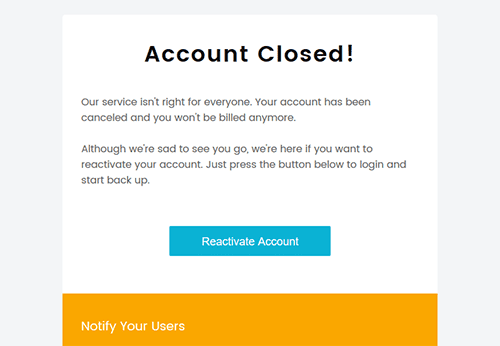 Account Closed!
Our service isn't right for everyone. Your account has been
canceled and you won't be billed anymore.
Although we're sad to see you go, we're here if you want to
reactivate your account. Just press the button below to login and
start back up.
Reactivate Account
Notify Your Users